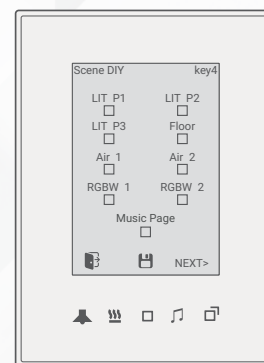 Scene DIY key4
LIT P1 LIT P2
LIT P3 Floor
Air 1 Air 2
RGBW 1 RGBW 2
Music Page
NEXT>